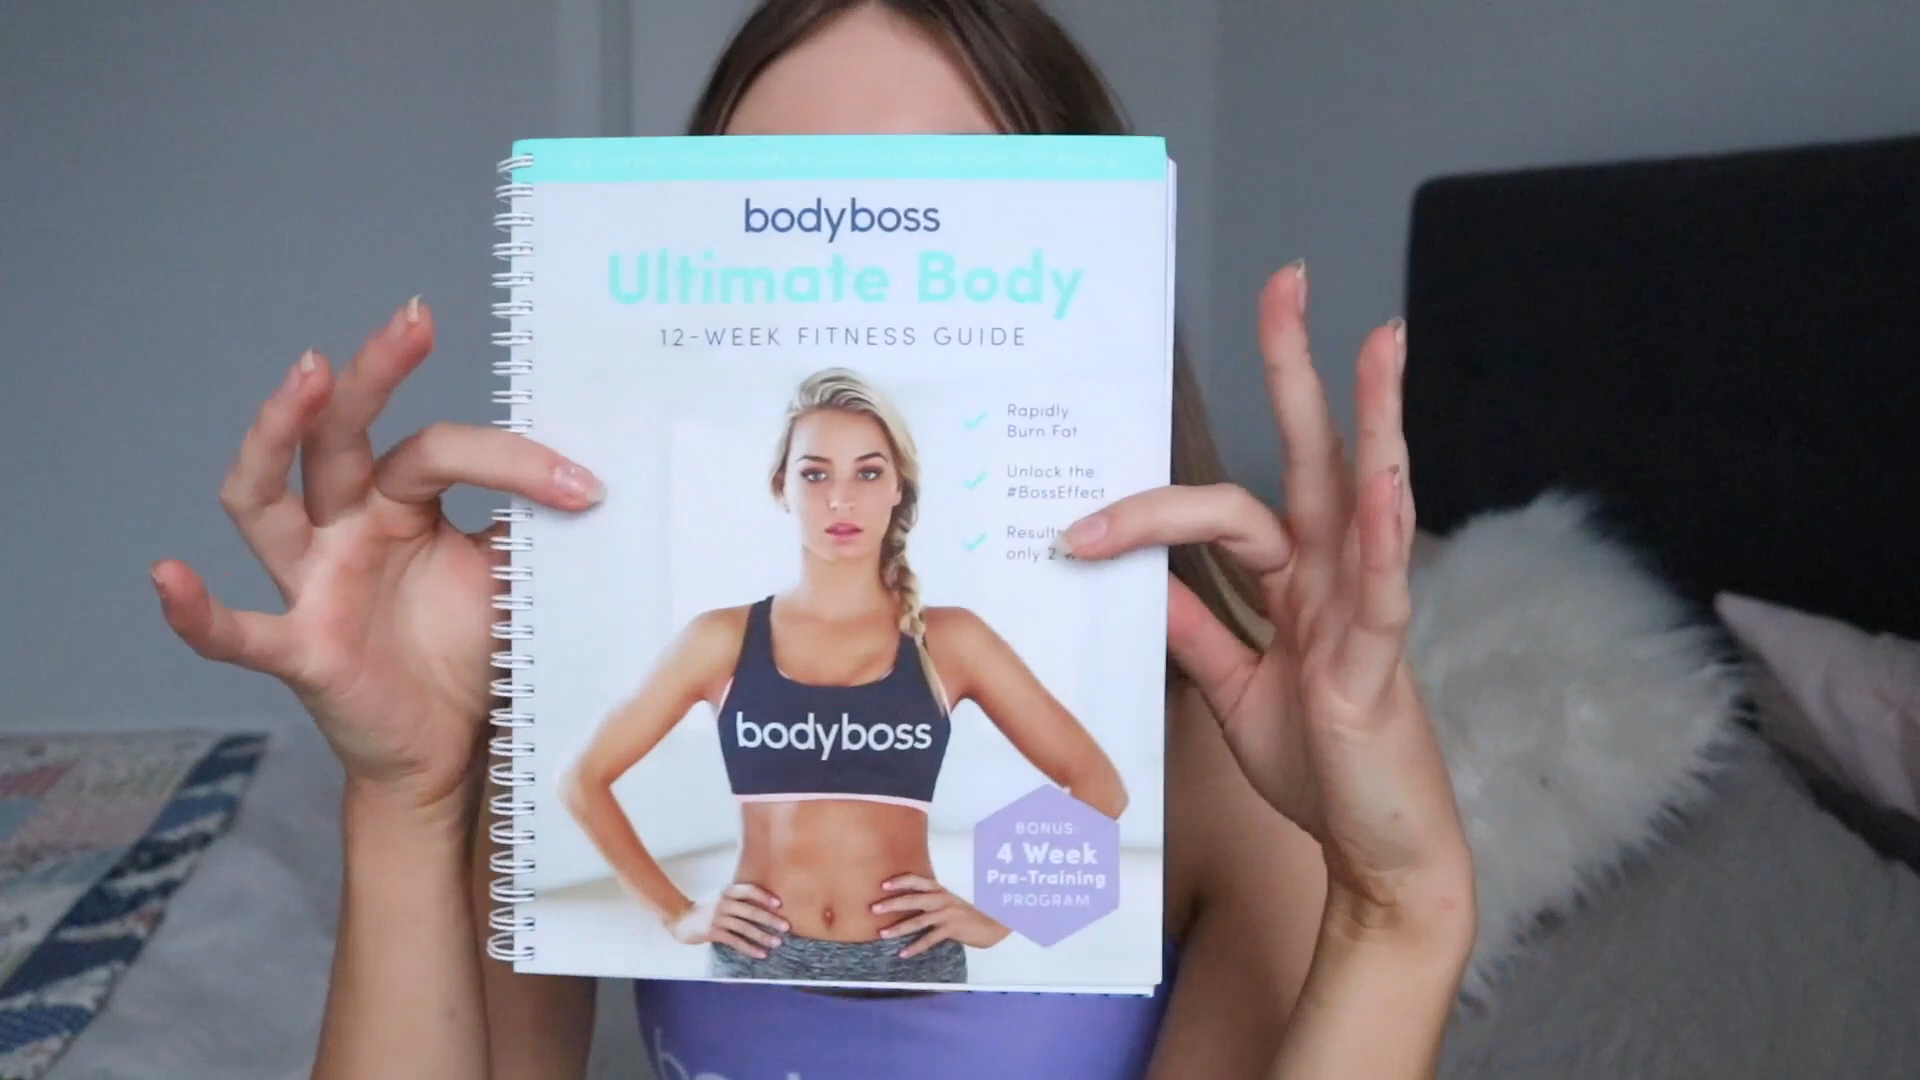 bodyboss
Ultimate Body
12-WEEK FITNESS GUIDE
Rapidly
Burn Fat
Unlock the
#BossEffect
Results
only 2
bodyboss
BONUS:
4 Week
Pre-Training
PROGRAM